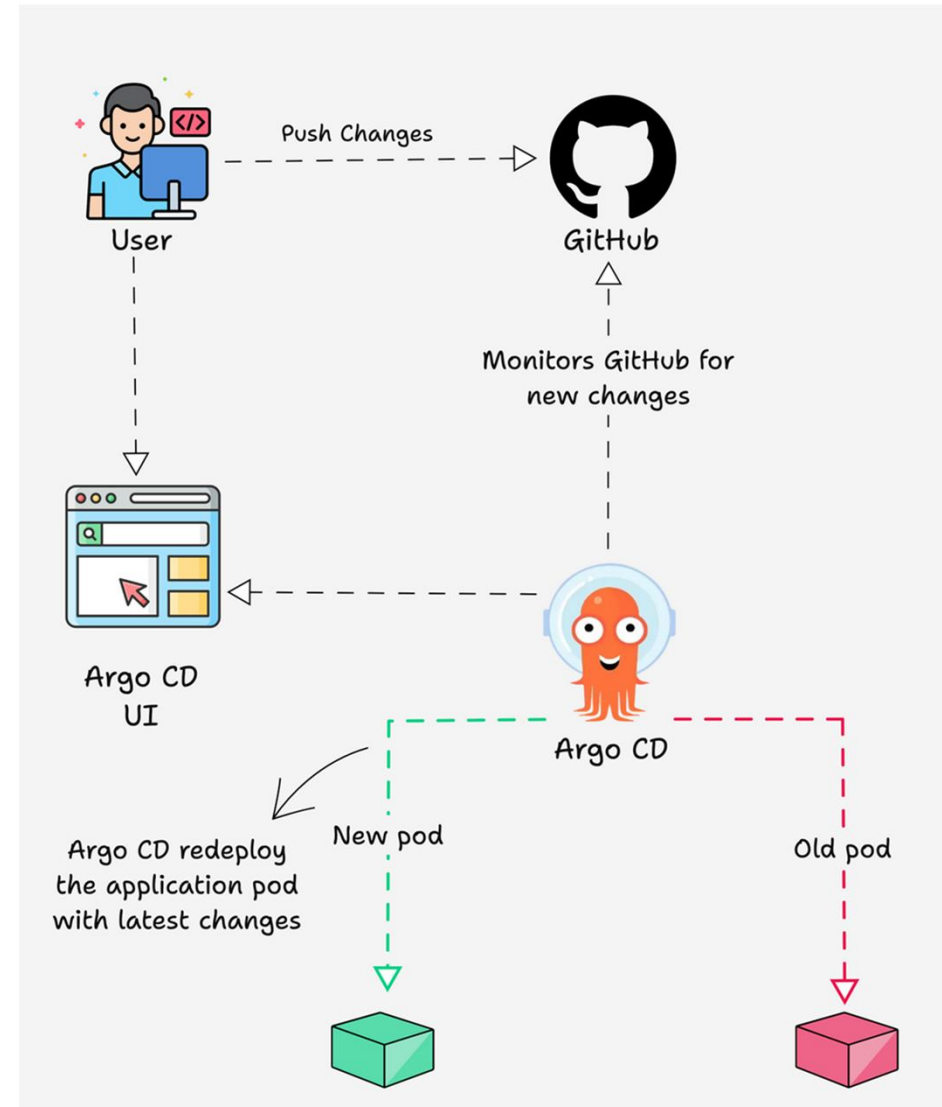 </>
Push Changes
User
GitHub
Monitors GitHub for
new changes
Argo CD
UI
Argo CD
New pod
Old pod
Argo CD redeploy
the application pod
with latest changes